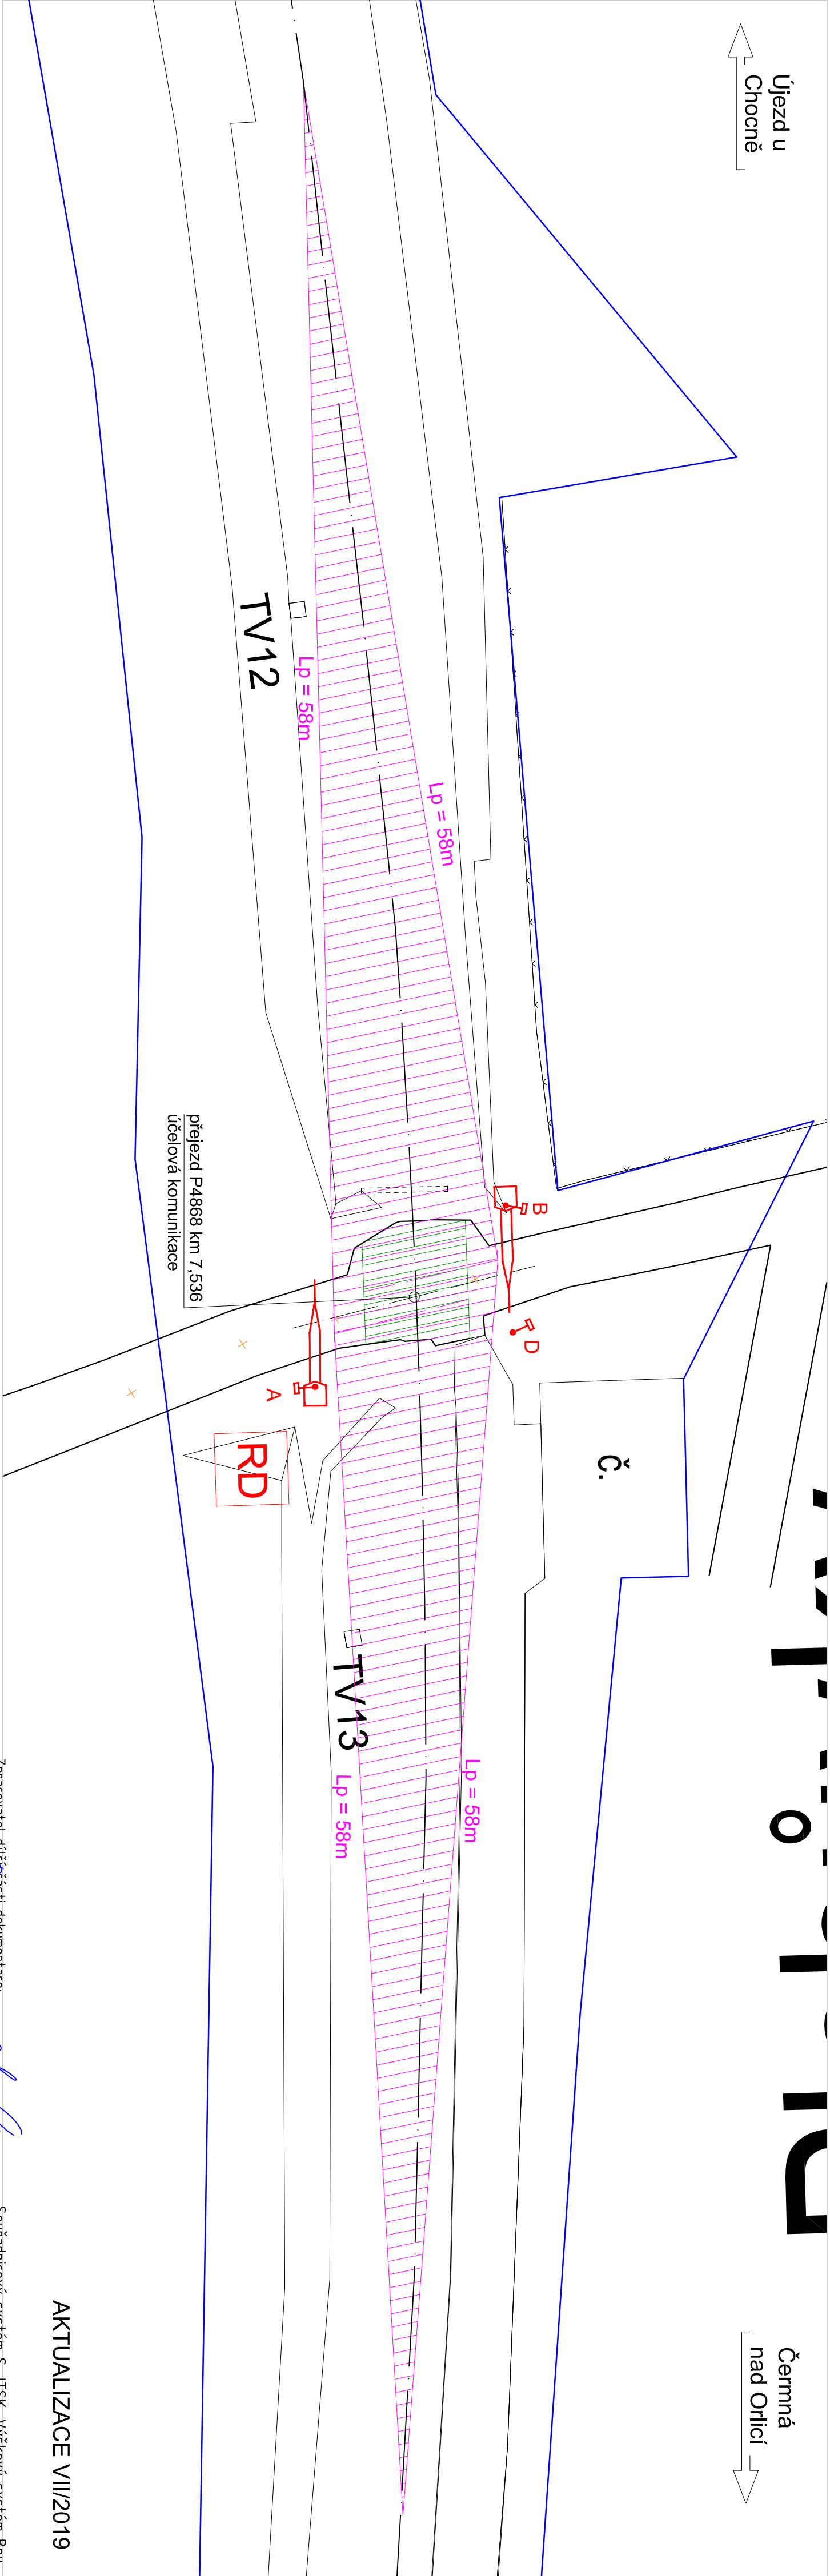 Újezd u
Chocně
TV12
Lp = 58m
Lp = 58m
přejezd P4868 km 7,536
účelová komunikace
B
D
A
RD
č.
TV13
Lp = 58m
Lp = 58m
Čermná
nad Orlicí
AKTUALIZACE VII/2019